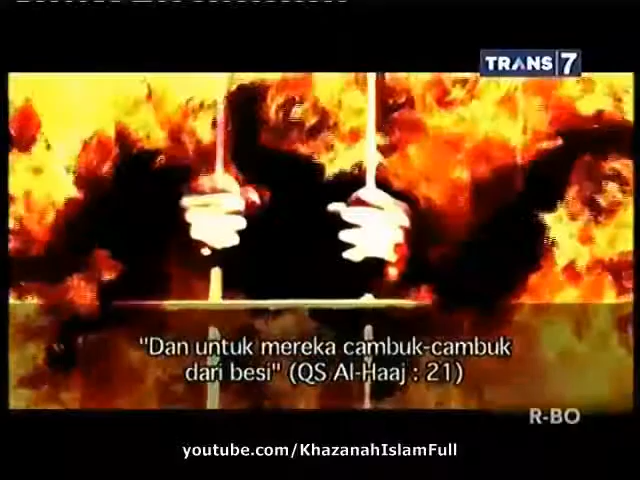 TRANS 7
"Dan untuk mereka cambuk-cambuk
dari besi" (QS Al-Haaj : 21)
R-BO
youtube.com/KhazanahIslamFull